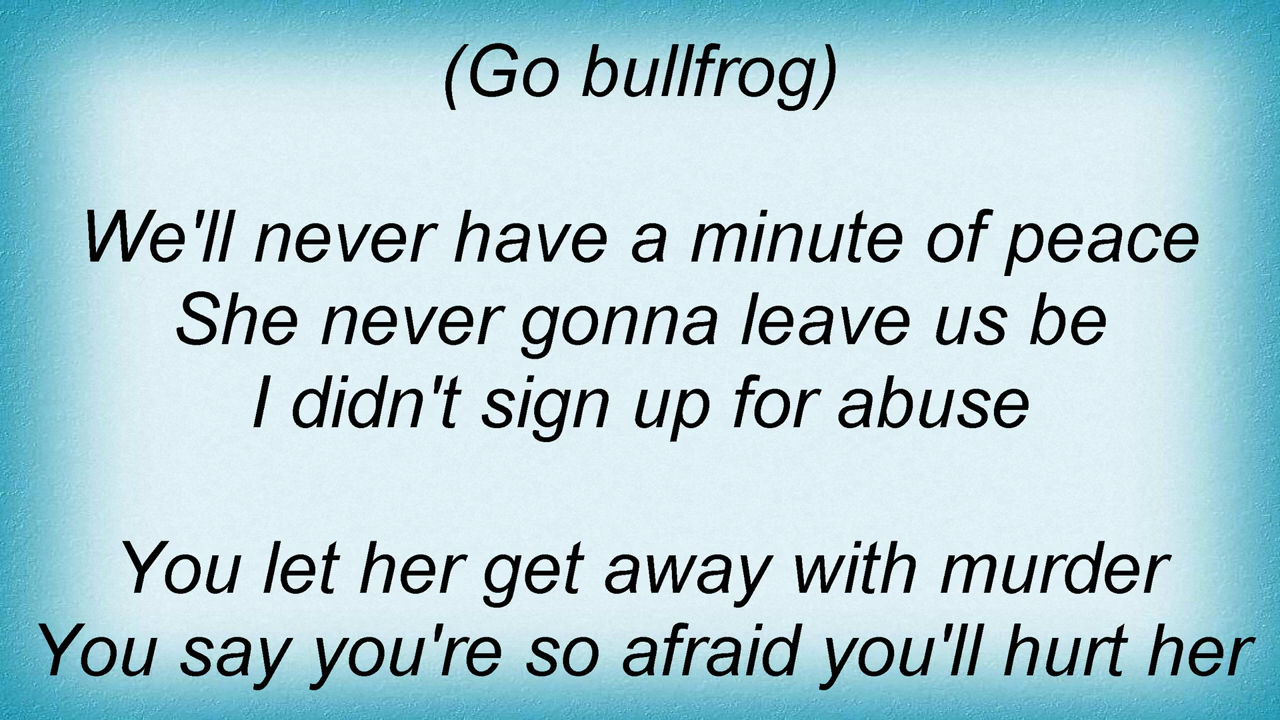 (Go bullfrog)
We'll never have a minute of peace
She never gonna leave us be
I didn't sign up for abuse
You let her get away with murder
You say you're so afraid you'll hurt her